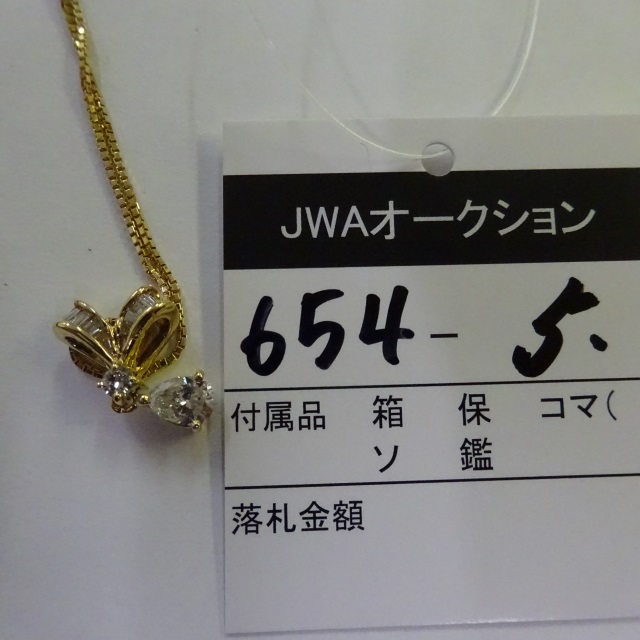 JWAオークション
654-5.
付属品 箱 保 コマ(
ソ 鑑
落札金額